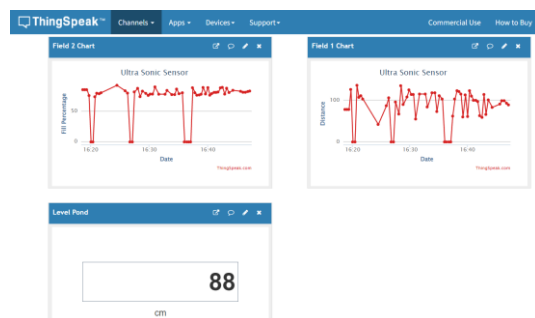 ThingSpeak™ Channels Apps Devices Support Commercial Use How to Buy
Field 2 Chart
Ultra Sonic Sensor
Fill Percentage
50
0
16:20 16:30 16:40
Date
ThingSpeak.com
Field 1 Chart
Ultra Sonic Sensor
Distance
100
0
16:20 16:30 16:40
Date
ThingSpeak.com
Level Pond
88
cm